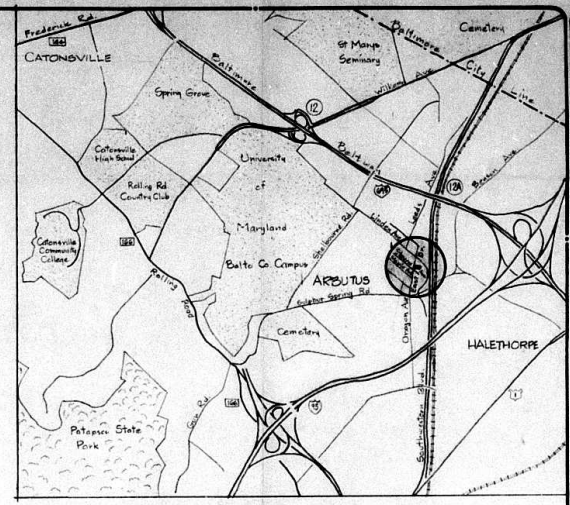 Frederick Rd.
144
CATONSVILLE
Cemetery
St Marys
Seminary
Baltimore
City
Line
Baltimore
Beltway
Spring Grove
Wilkens Ave
12
Catonsville
High School
University
of
Maryland
Balto Co. Campus
Rolling Rd
Country Club
695
12A
Leeds Ave
Benson Ave
166
Catonsville
Community
College
Rolling
Road
Shelbourne Rd.
ARBUTUS
Sulphur Spring Rd
Oregon Ave
Cemetery
HALETHORPE
1
166
95
Southwestern Blvd.
Patapsco State
Park